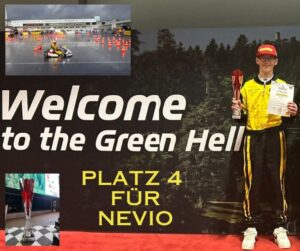 Welcome
to the Green Hell
PLATZ 4
FÜR
NEVIO